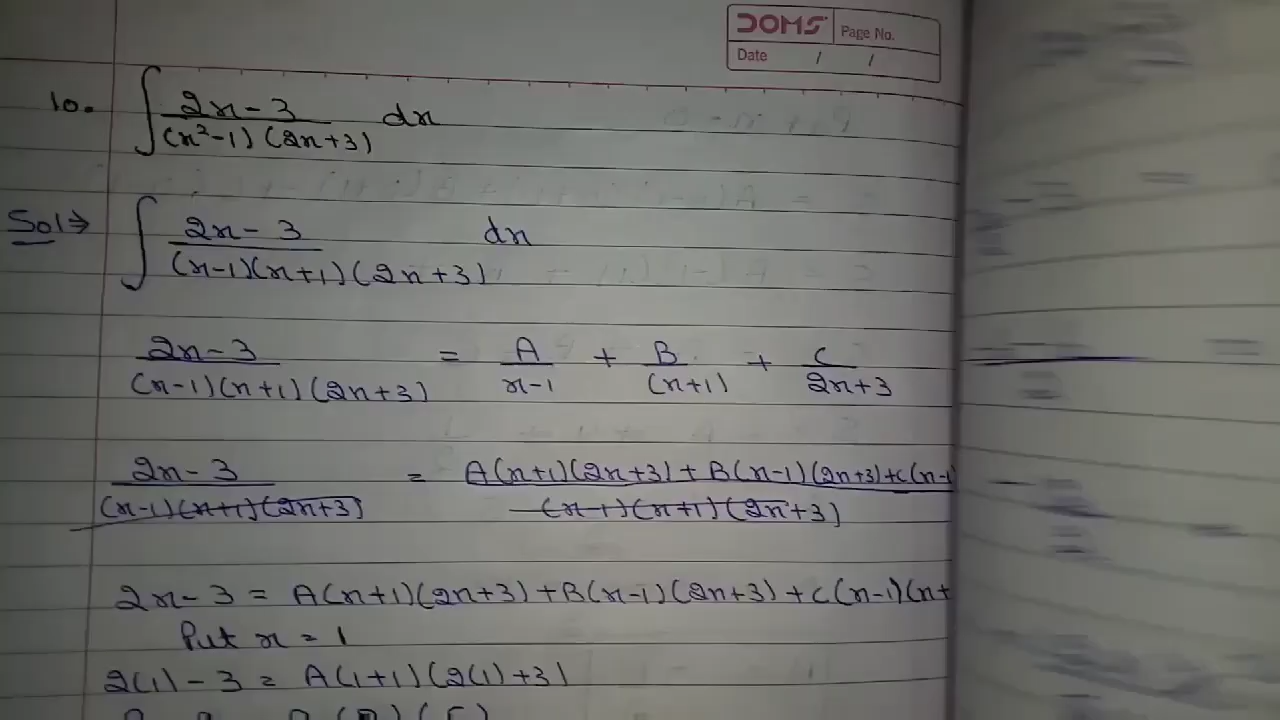 DOMS Page No.
Date / /
10. ∫ 2x - 3 / (x² - 1) (2x + 3) dx
Sol ⇒ ∫ 2x - 3 / (x-1)(x+1)(2x+3) dx
2x-3 / (x-1)(x+1)(2x+3) = A / x-1 + B / (x+1) + C / 2x+3
2x-3 / (x-1)(x+1)(2x+3) = A(x+1)(2x+3) + B(x-1)(2x+3) + C(x-1) / (x-1)(x+1)(2x+3)
2x-3 = A(x+1)(2x+3) + B(x-1)(2x+3) + C(x-1)(x+
Put x = 1
2(1) - 3 = A(1+1)(2(1)+3)